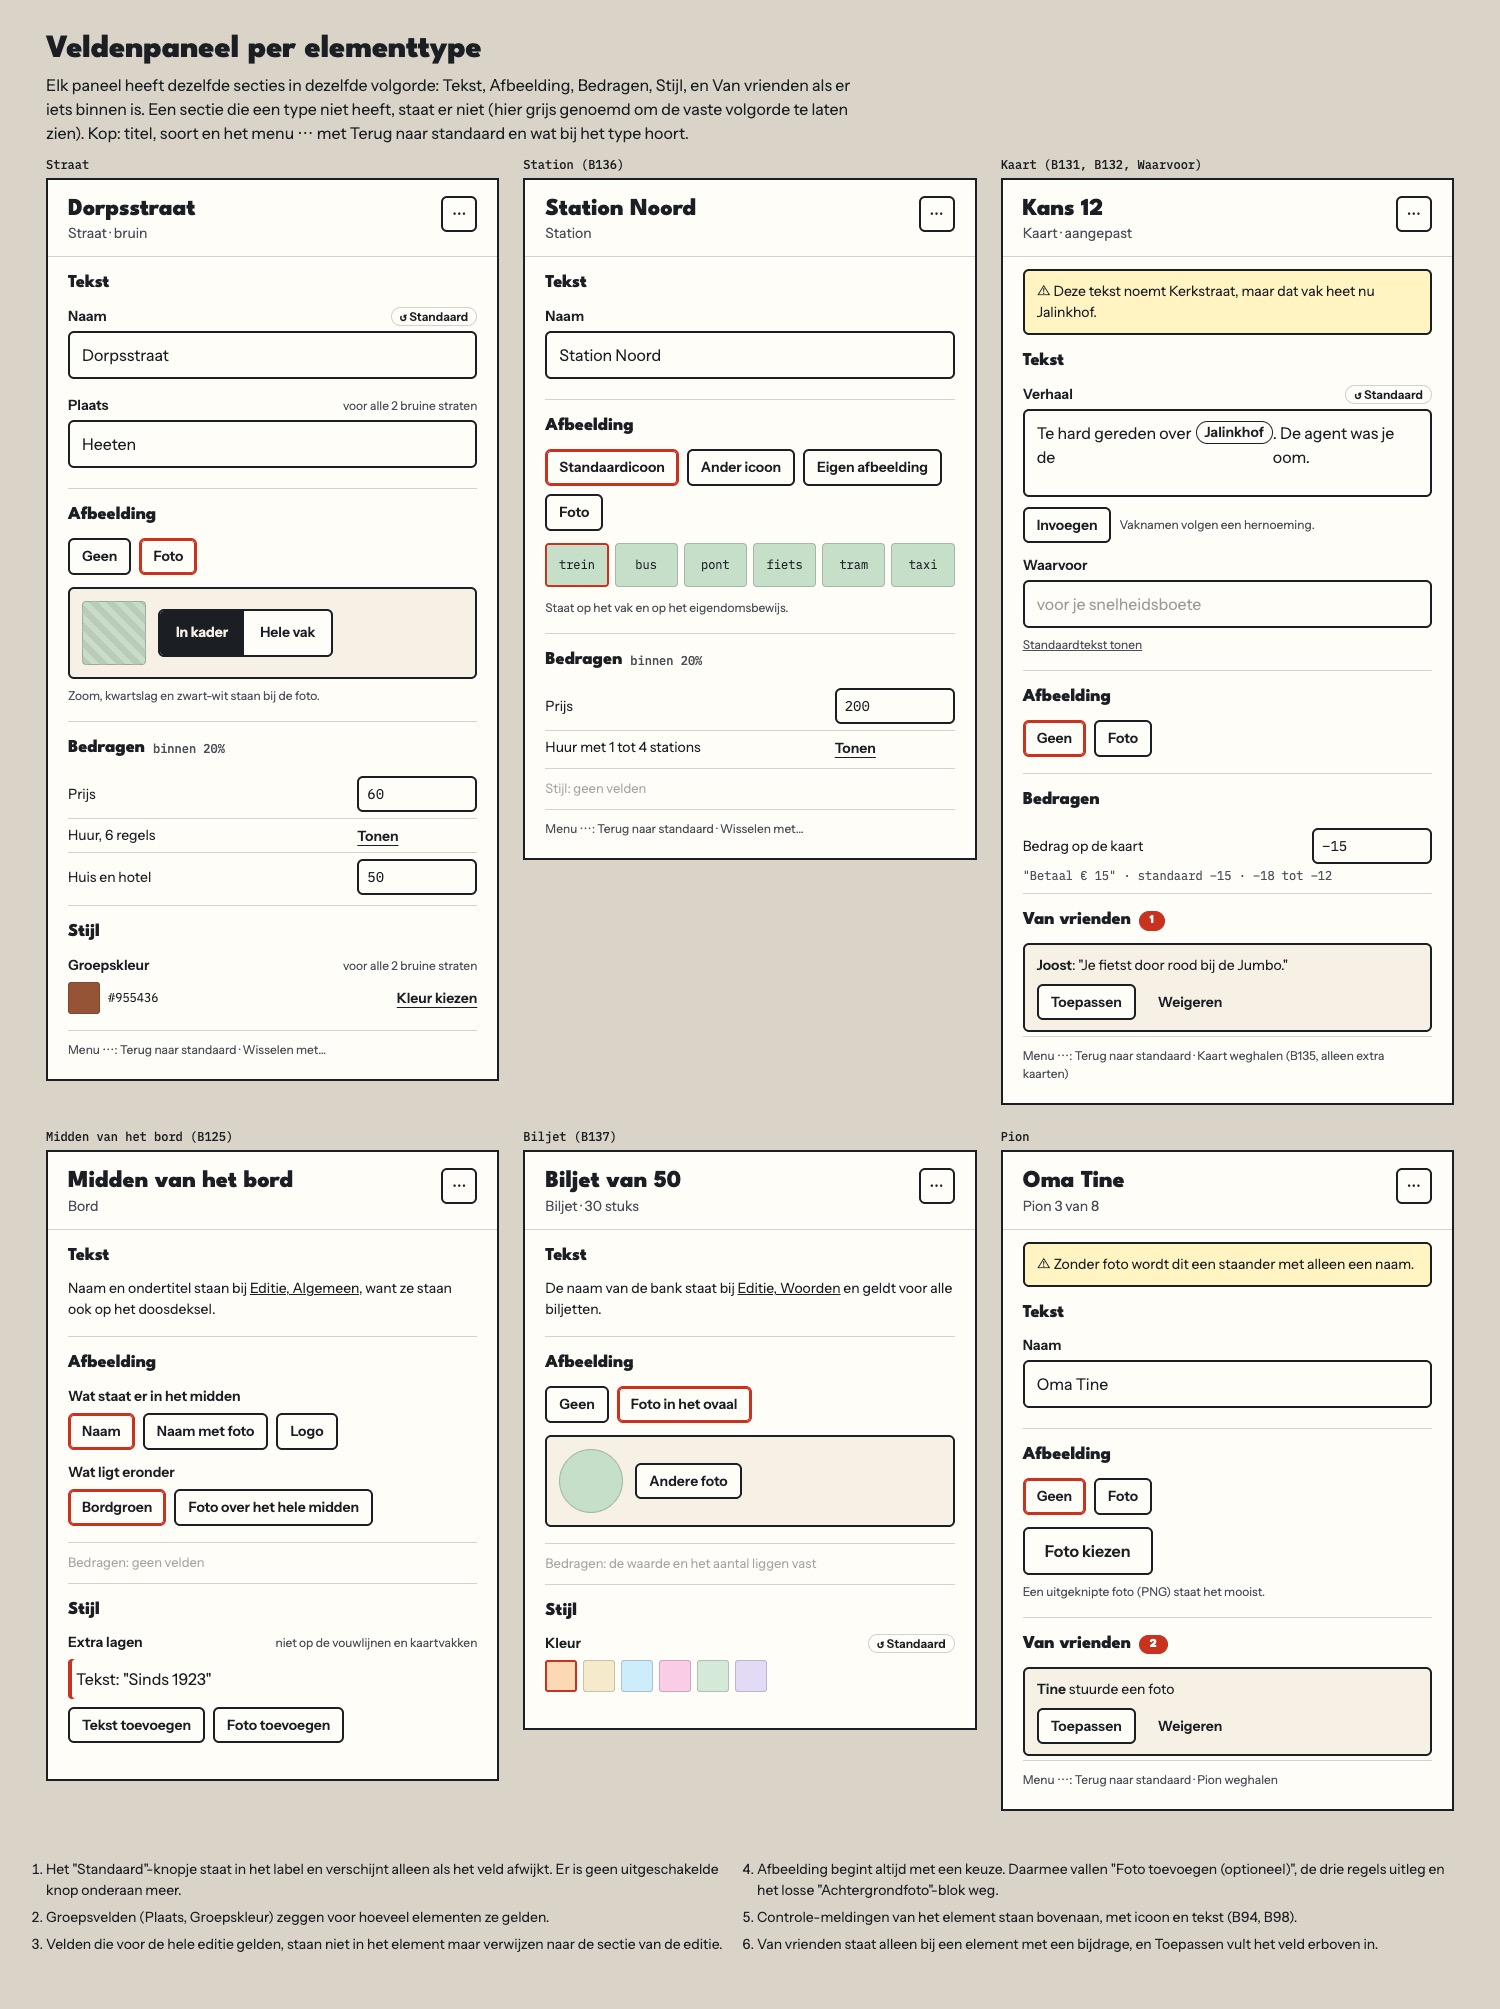 Veldenpaneel per elementtype
Elk paneel heeft dezelfde secties in dezelfde volgorde: Tekst, Afbeelding, Bedragen, Stijl, en Van vrienden als er
iets binnen is. Een sectie die een type niet heeft, staat er niet (hier grijs genoemd om de vaste volgorde te laten
zien). Kop: titel, soort en het menu ··· met Terug naar standaard en wat bij het type hoort.
Straat
Dorpsstraat
···
Straat · bruin
Tekst
Naam
↺ Standaard
Dorpsstraat
Plaats
voor alle 2 bruine straten
Heeten
Afbeelding
Geen
Foto
In kader
Hele vak
Zoom, kwartslag en zwart-wit staan bij de foto.
Bedragen binnen 20%
Prijs
60
Huur, 6 regels
Tonen
Huis en hotel
50
Stijl
Groepskleur
voor alle 2 bruine straten
#955436
Kleur kiezen
Menu ···: Terug naar standaard · Wisselen met…
Station (B136)
Station Noord
···
Station
Tekst
Naam
Station Noord
Afbeelding
Standaardicoon
Ander icoon
Eigen afbeelding
Foto
trein
bus
pont
fiets
tram
taxi
Staat op het vak en op het eigendomsbewijs.
Bedragen binnen 20%
Prijs
200
Huur met 1 tot 4 stations
Tonen
Stijl: geen velden
Menu ···: Terug naar standaard · Wisselen met…
Kaart (B131, B132, Waarvoor)
Kans 12
···
Kaart · aangepast
⚠ Deze tekst noemt Kerkstraat, maar dat vak heet nu
Jalinkhof.
Tekst
Verhaal
↺ Standaard
Te hard gereden over Jalinkhof. De agent was je
de oom.
Invoegen
Vaknamen volgen een hernoeming.
Waarvoor
voor je snelheidsboete
Standaardtekst tonen
Afbeelding
Geen
Foto
Bedragen
Bedrag op de kaart
−15
"Betaal € 15" · standaard −15 · −18 tot −12
Van vrienden 1
Joost: "Je fietst door rood bij de Jumbo."
Toepassen
Weigeren
Menu ···: Terug naar standaard · Kaart weghalen (B135, alleen extra
kaarten)
Midden van het bord (B125)
Midden van het bord
···
Bord
Tekst
Naam en ondertitel staan bij Editie, Algemeen, want ze staan
ook op het doosdeksel.
Afbeelding
Wat staat er in het midden
Naam
Naam met foto
Logo
Wat ligt eronder
Bordgroen
Foto over het hele midden
Bedragen: geen velden
Stijl
Extra lagen
niet op de vouwlijnen en kaartvakken
Tekst: "Sinds 1923"
Tekst toevoegen
Foto toevoegen
Biljet (B137)
Biljet van 50
···
Biljet · 30 stuks
Tekst
De naam van de bank staat bij Editie, Woorden en geldt voor alle
biljetten.
Afbeelding
Geen
Foto in het ovaal
Andere foto
Bedragen: de waarde en het aantal liggen vast
Stijl
Kleur
↺ Standaard
Pion
Oma Tine
···
Pion 3 van 8
⚠ Zonder foto wordt dit een staander met alleen een naam.
Tekst
Naam
Oma Tine
Afbeelding
Geen
Foto
Foto kiezen
Een uitgeknipte foto (PNG) staat het mooist.
Van vrienden 2
Tine stuurde een foto
Toepassen
Weigeren
Menu ···: Terug naar standaard · Pion weghalen
1. Het "Standaard"-knopje staat in het label en verschijnt alleen als het veld afwijkt. Er is geen uitgeschakelde
knop onderaan meer.
2. Groepsvelden (Plaats, Groepskleur) zeggen voor hoeveel elementen ze gelden.
3. Velden die voor de hele editie gelden, staan niet in het element maar verwijzen naar de sectie van de editie.
4. Afbeelding begint altijd met een keuze. Daarmee vallen "Foto toevoegen (optioneel)", de drie regels uitleg en
het losse "Achtergrondfoto"-blok weg.
5. Controle-meldingen van het element staan bovenaan, met icoon en tekst (B94, B98).
6. Van vrienden staat alleen bij een element met een bijdrage, en Toepassen vult het veld erboven in.